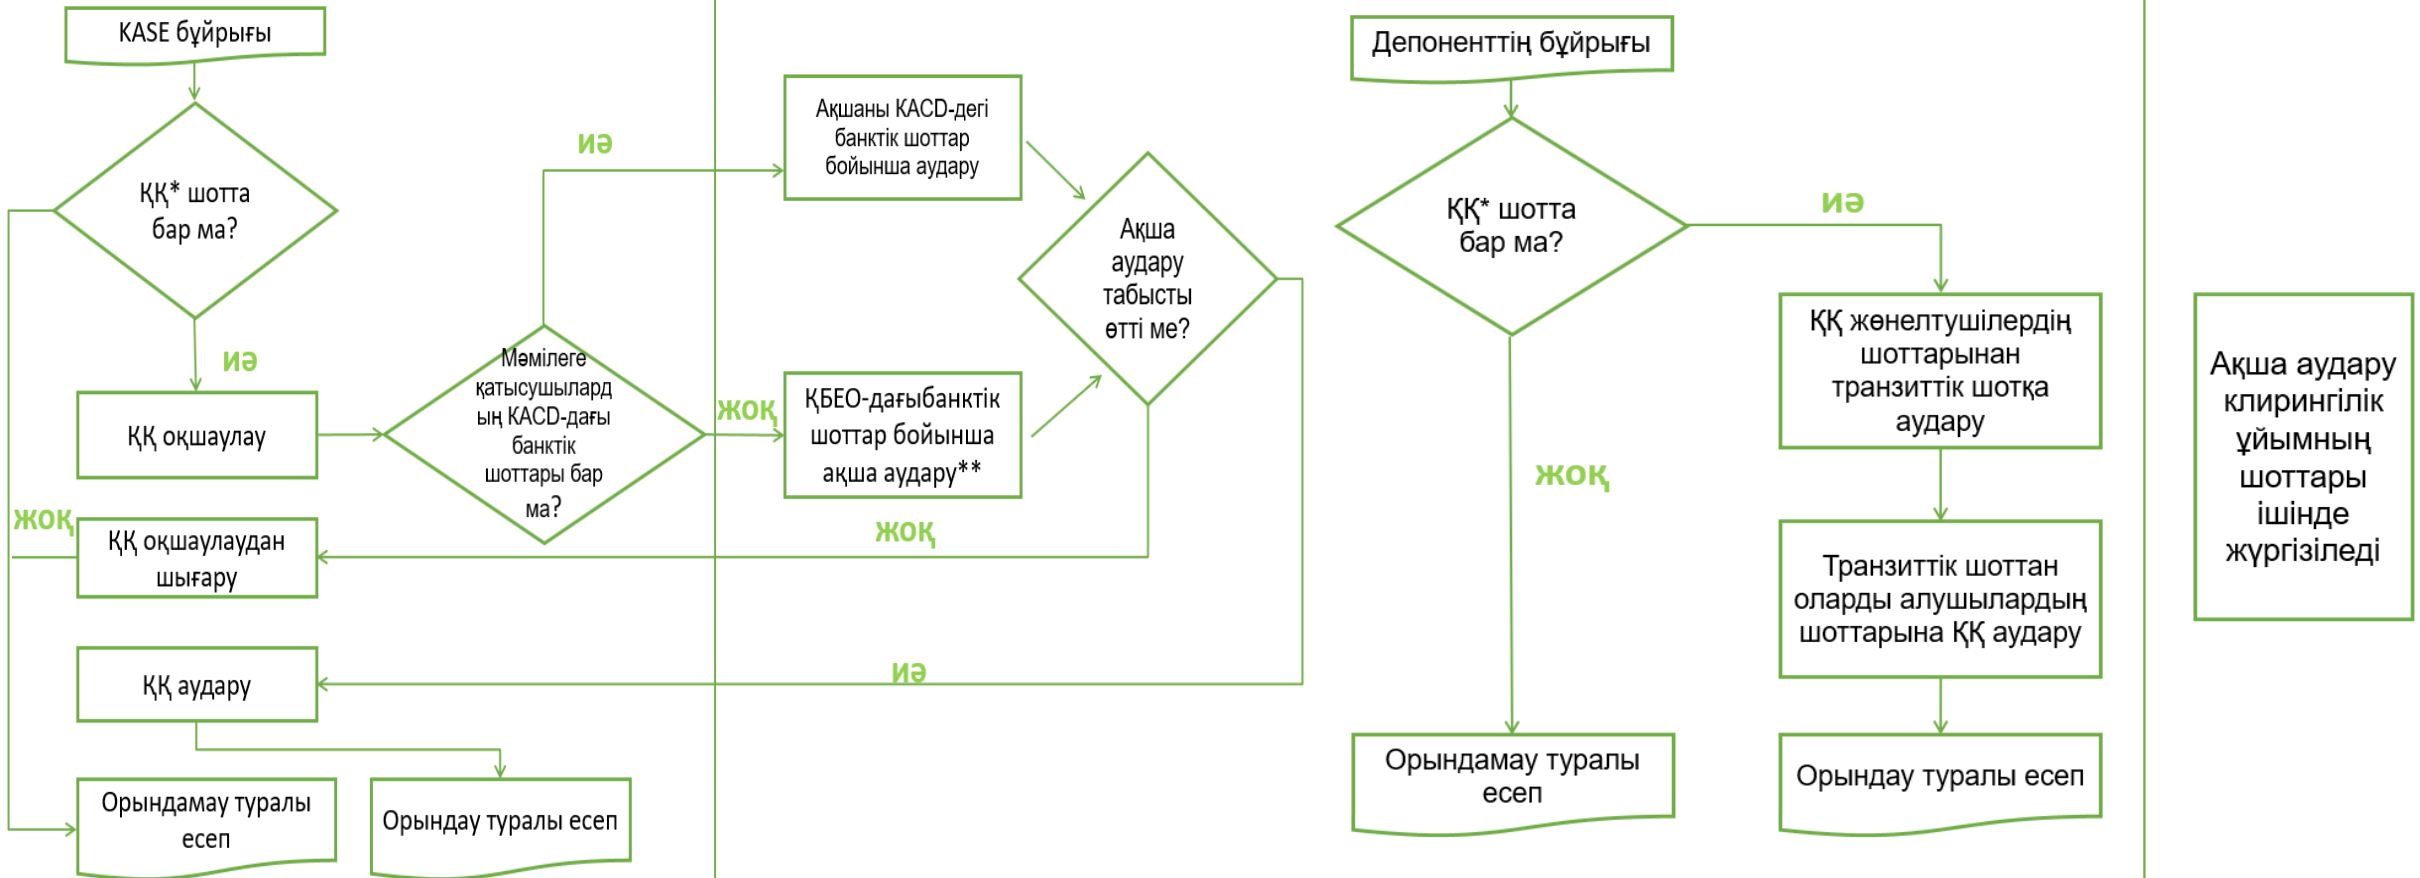 KASE бұйрығы
ҚҚ* шотта
бар ма?
иә
ҚҚ оқшаулау
жоқ
ҚҚ оқшаулаудан
шығару
ҚҚ аудару
Орындамау туралы
есеп
Орындау туралы есеп
Мәмілеге
қатысушылард
ың KACD-дағы
банктік
шоттары бар
ма?
иә
жоқ
Ақшаны KACD-дегі
банктік шоттар
бойынша аудару
ҚБЕО-дағыбанктік
шоттар бойынша
ақша аудару**
Ақша
аудару
табысты
өтті ме?
жоқ
иә
Депоненттің бұйрығы
ҚҚ* шотта
бар ма?
иә
жоқ
ҚҚ жөнелтушілердің
шоттарынан
транзиттік шотқа
аудару
Транзиттік шоттан
оларды алушылардың
шоттарына ҚҚ аудару
Орындамау туралы
есеп
Орындау туралы есеп
Ақша аудару
клирингілік
ұйымның
шоттары
ішінде
жүргізіледі